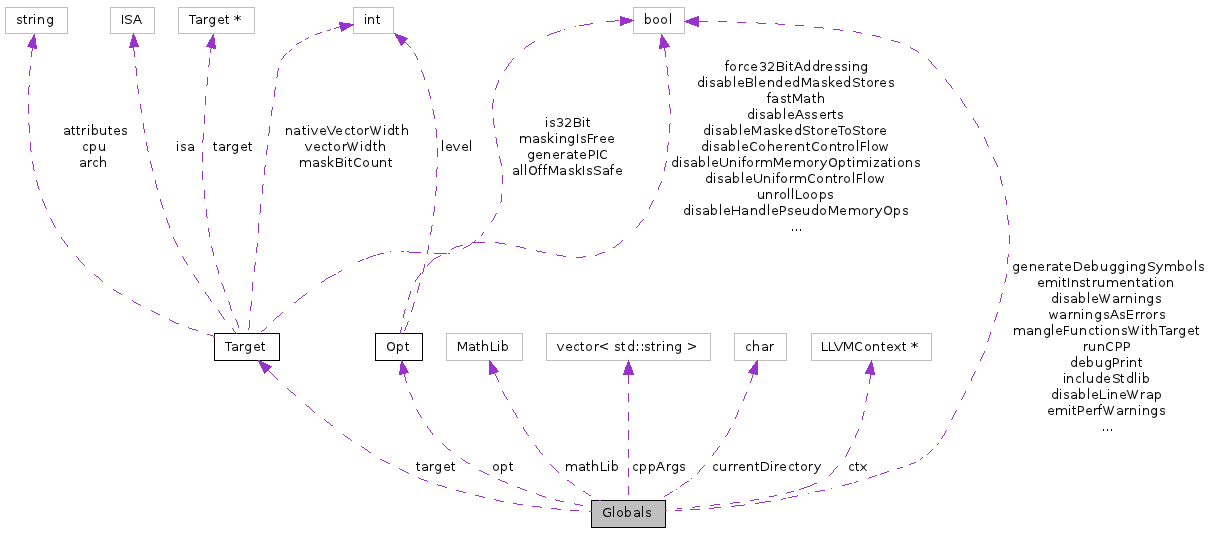 string
ISA
Target *
int
bool
force32BitAddressing
disableBlendedMaskedStores
fastMath
disableAsserts
disableMaskedStoreToStore
disableCoherentControlFlow
disableUniformMemoryOptimizations
disableUniformControlFlow
unrollLoops
disableHandlePseudoMemoryOps
...
is32Bit
maskingIsFree
generatePIC
allOffMaskIsSafe
attributes
cpu
arch
isa
target
nativeVectorWidth
vectorWidth
maskBitCount
level
generateDebuggingSymbols
emitInstrumentation
disableWarnings
warningsAsErrors
mangleFunctionsWithTarget
runCPP
debugPrint
includeStdlib
disableLineWrap
emitPerfWarnings
...
Target
Opt
MathLib
vector< std::string >
char
LLVMContext *
target
opt
mathLib
cppArgs
currentDirectory
ctx
Globals